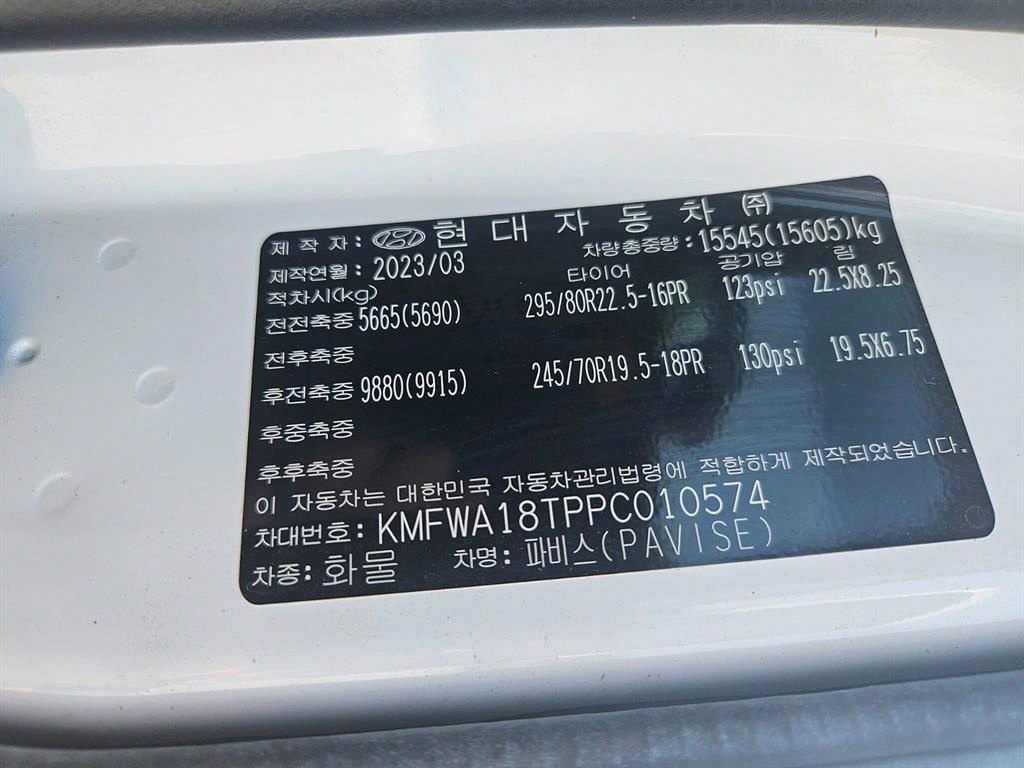 제작자: 현대자동차 (주)
제작연월: 2023/03 차량총중량: 15545(15605)kg
적차시(kg) 타이어 공기압 림
전전축중 5665(5690) 295/80R22.5-16PR 123psi 22.5X8.25
전후축중
후전축중 9880(9915) 245/70R19.5-18PR 130psi 19.5X6.75
후중축중
후후축중
이 자동차는 대한민국 자동차관리법령에 적합하게 제작되었습니다.
차대번호: KMFWA18TPPC010574
차종: 화물 차명: 파비스(PAVISE)